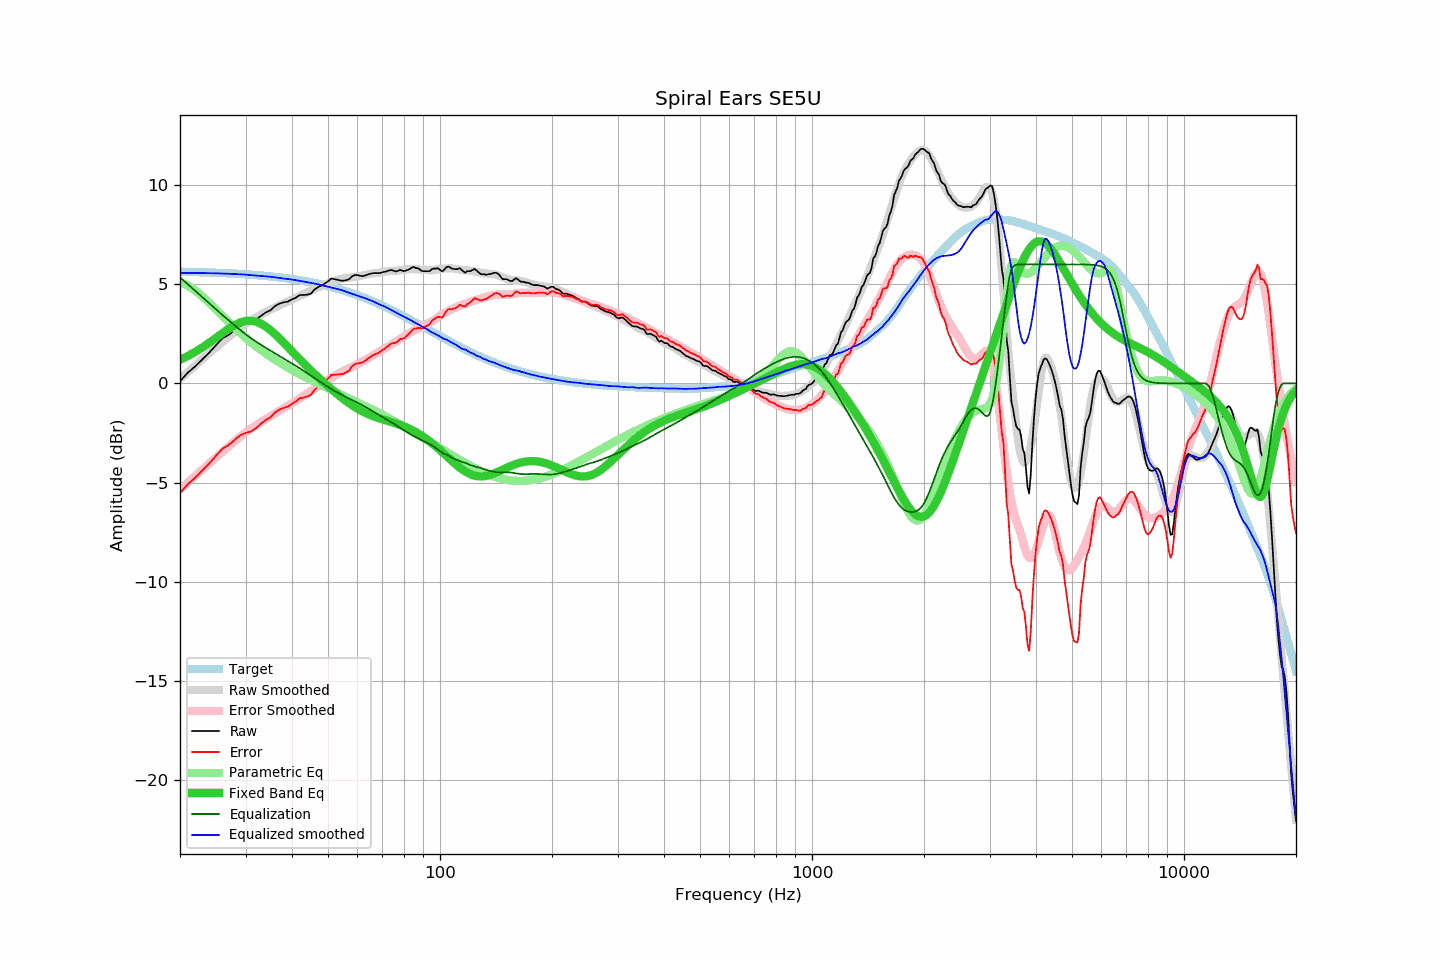 Spiral Ears SE5U
Amplitude (dBr)
10
5
0
−5
−10
−15
−20
Target
Raw Smoothed
Error Smoothed
Raw
Error
Parametric Eq
Fixed Band Eq
Equalization
Equalized smoothed
100
1000
10000
Frequency (Hz)